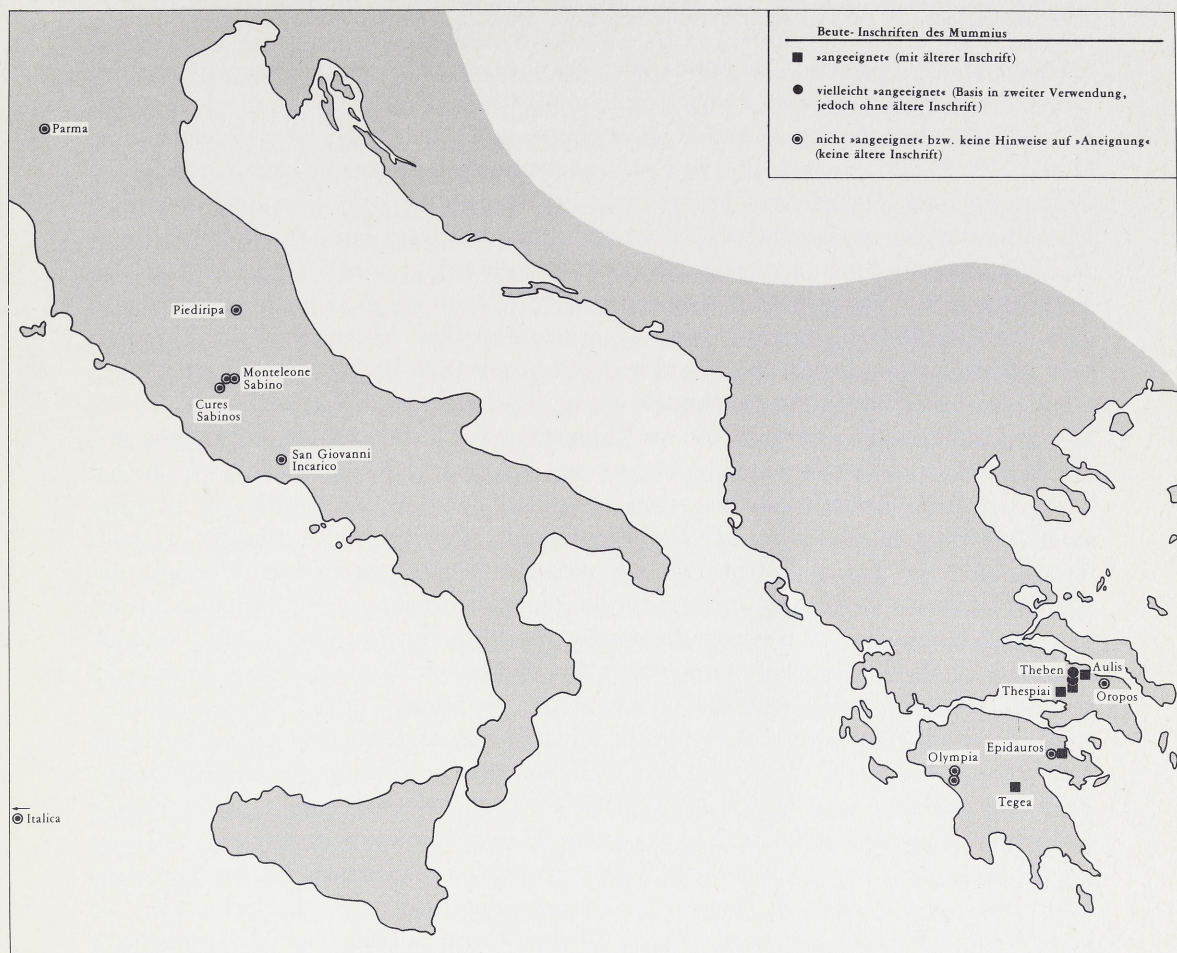 Beute-Inschriften des Mummius
»angeeignet« (mit älterer Inschrift)
vielleicht »angeeignet« (Basis in zweiter Verwendung,
jedoch ohne ältere Inschrift)
nicht »angeeignet« bzw. keine Hinweise auf »Aneignung«
(keine ältere Inschrift)
Parma
Piediripa
Monteleone
Sabino
Cures
Sabinos
San Giovanni
Incarico
Theben
Aulis
Thespiai
Oropos
Epidauros
Olympia
Tegea
Italica